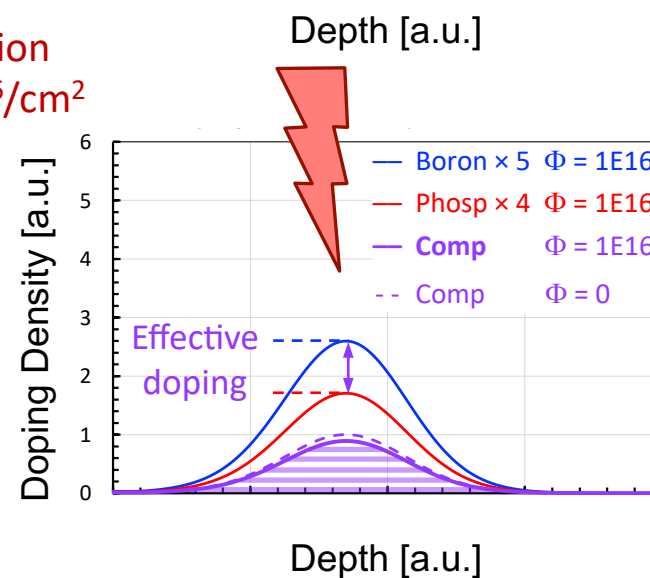 Depth [a.u.]
/cm²
6
5
4
3
2
1
0
Doping Density [a.u.]
Boron × 5 Φ = 1E16
Phosp × 4 Φ = 1E16
Comp Φ = 1E16
Comp Φ = 0
Effective
doping
Depth [a.u.]